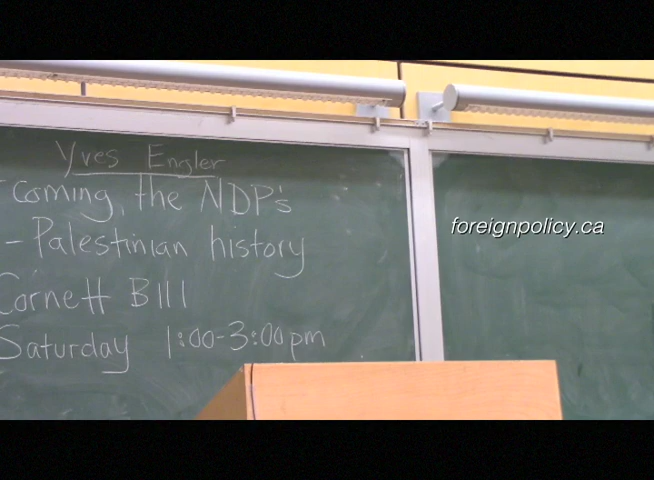 Yves Engler
coming, the NDP's
- Palestinian history
Cornett B111
Saturday 1:00-3:00pm
foreignpolicy.ca